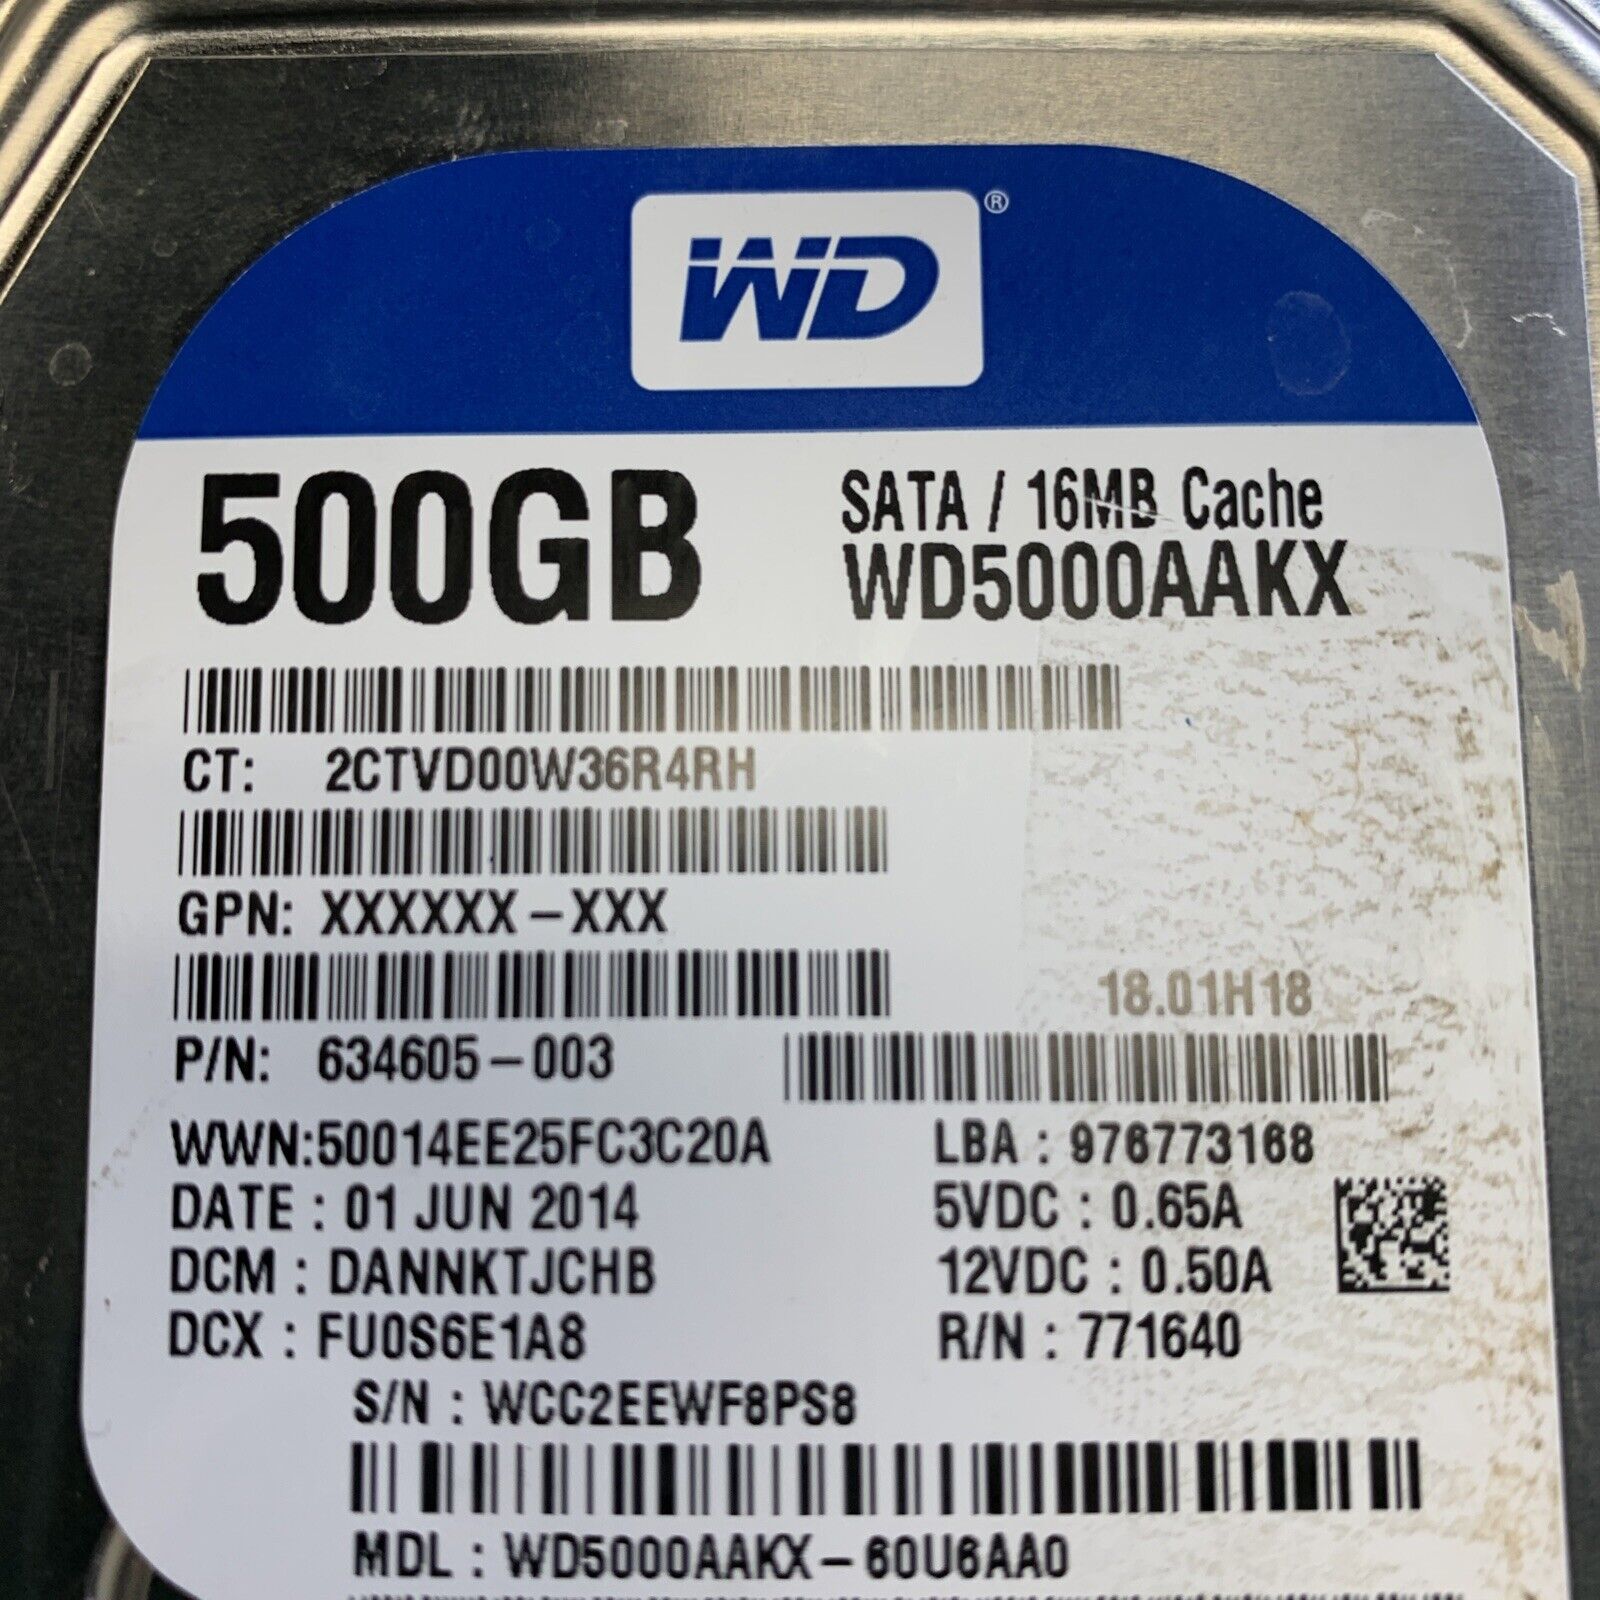 WD®
500GB
SATA / 16MB Cache
WD5000AAKX
CT: 2CTVD00W36R4RH
GPN: XXXXXX-XXX
18.01H18
P/N: 634605-003
WWN:50014EE25FC3C20A
LBA : 976773168
DATE : 01 JUN 2014
5VDC : 0.65A
DCM : DANNKTJCHB
12VDC : 0.50A
DCX : FU0S6E1A8
R/N : 771640
S/N : WCC2EEWF8PS8
MDL : WD5000AAKX-60U6AA0